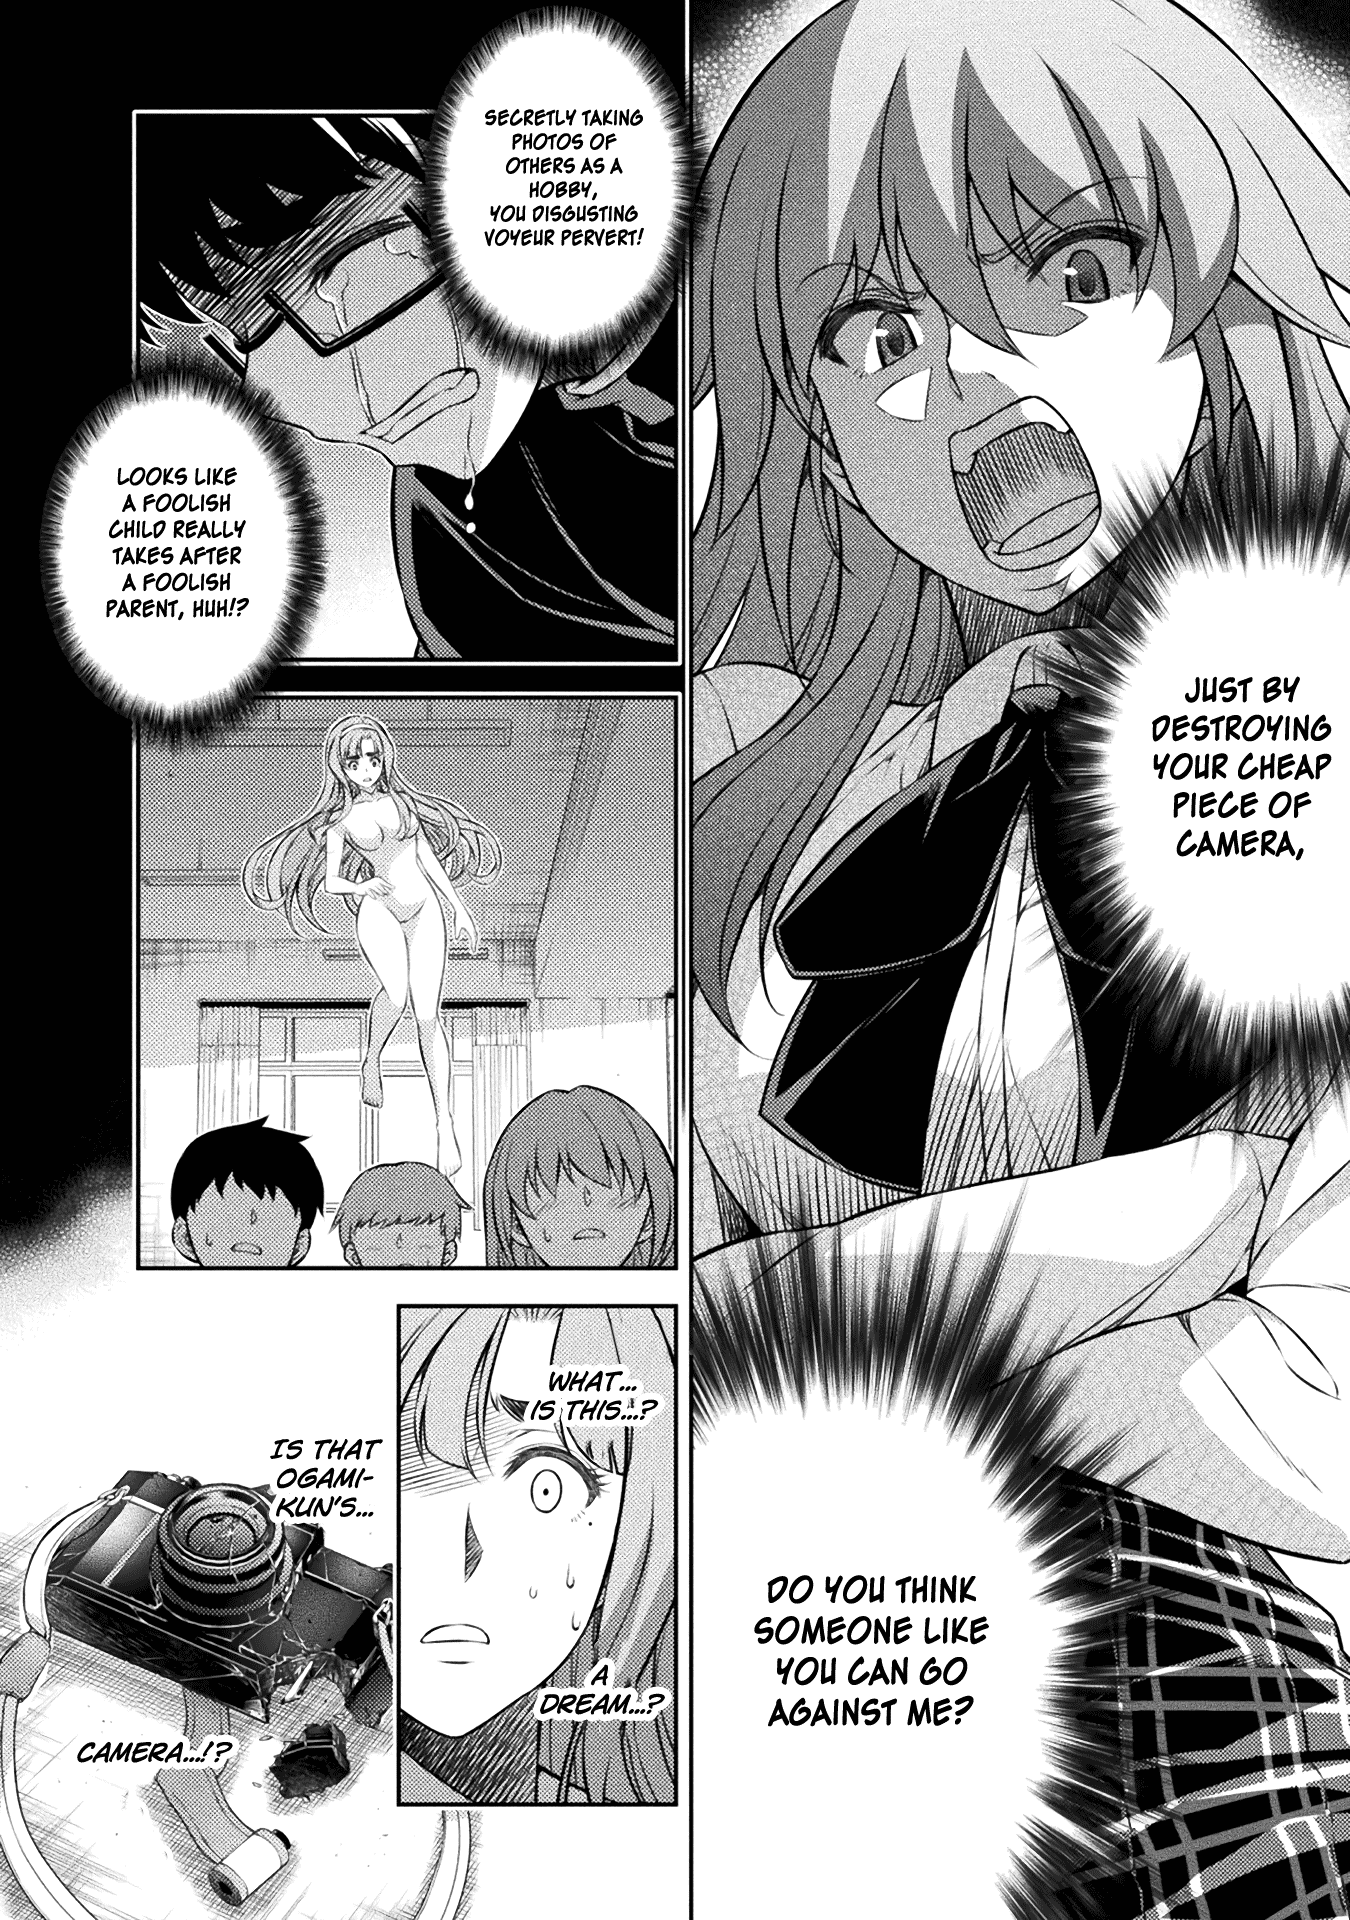 JUST BY
DESTROYING
YOUR CHEAP
PIECE OF
CAMERA,
DO YOU THINK
SOMEONE LIKE
YOU CAN GO
AGAINST ME?
SECRETLY TAKING
PHOTOS OF
OTHERS AS A
HOBBY,
YOU DISGUSTING
VOYEUR PERVERT!
LOOKS LIKE
A FOOLISH
CHILD REALLY
TAKES AFTER
A FOOLISH
PARENT, HUH!?
WHAT...
IS THIS...?
A
DREAM...?
IS THAT
OGAMI-
KUN'S...
CAMERA...!?